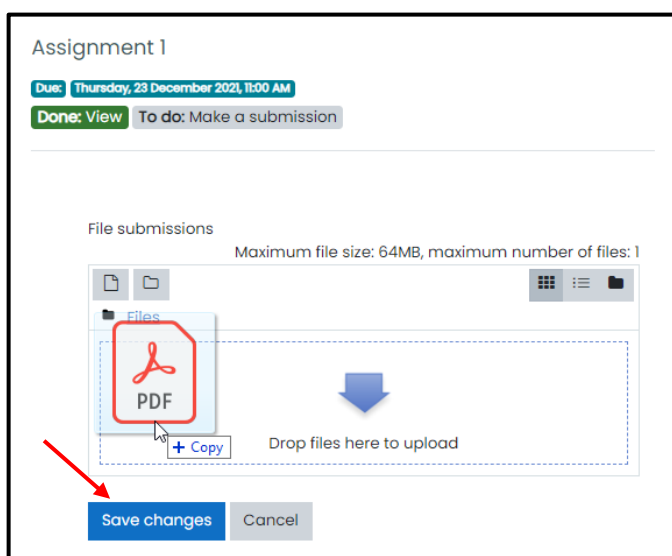 Assignment 1
Due: Thursday, 23 December 2021, 11:00 AM
Done: View To do: Make a submission
File submissions
Maximum file size: 64MB, maximum number of files: 1
Files
PDF
+ Copy
Drop files here to upload
Save changes Cancel